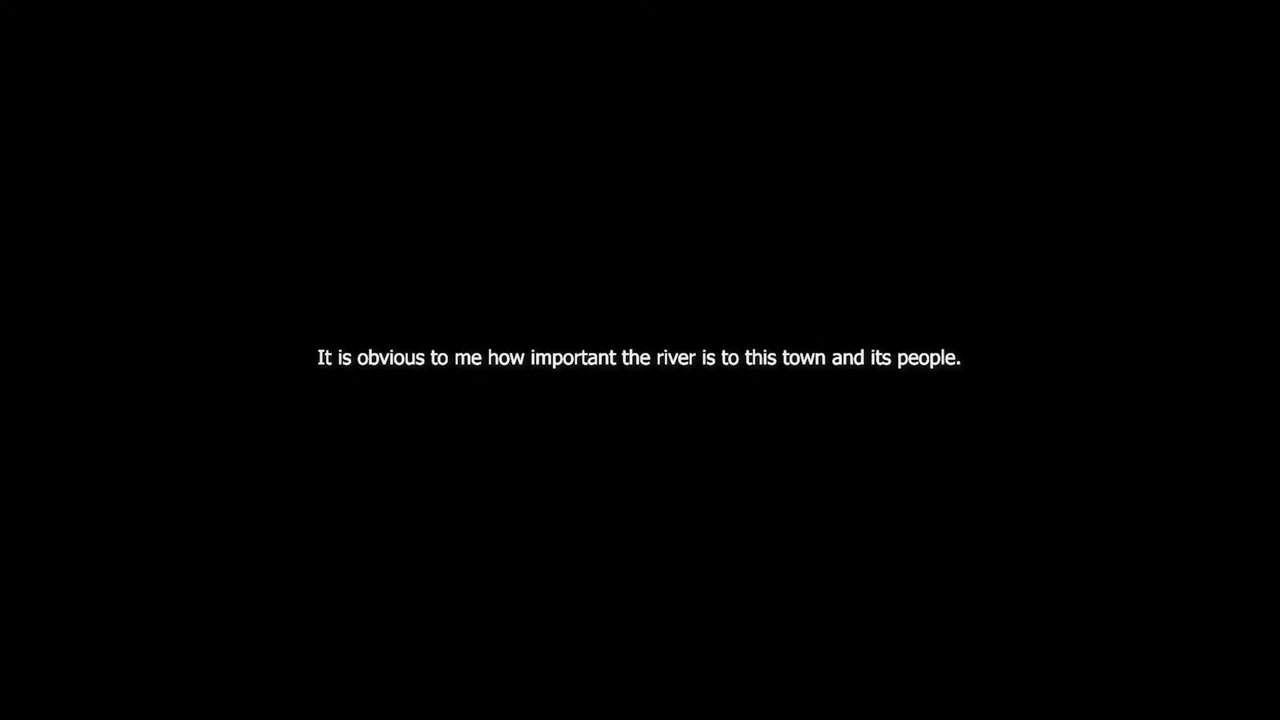 It is obvious to me how important the river is to this town and its people.